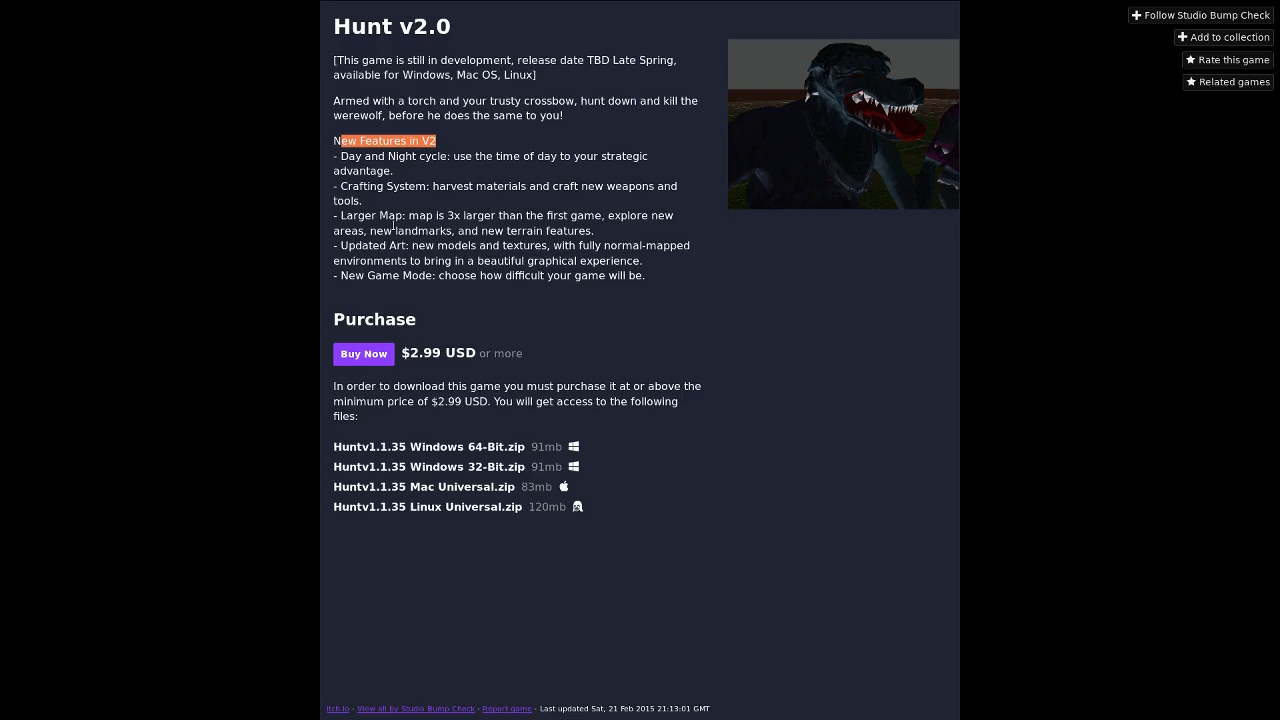 Hunt v2.0
[This game is still in development, release date TBD Late Spring,
available for Windows, Mac OS, Linux]
Armed with a torch and your trusty crossbow, hunt down and kill the
werewolf, before he does the same to you!
New Features in V2
- Day and Night cycle: use the time of day to your strategic
advantage.
- Crafting System: harvest materials and craft new weapons and
tools.
- Larger Map: map is 3x larger than the first game, explore new
areas, new landmarks, and new terrain features.
- Updated Art: new models and textures, with fully normal-mapped
environments to bring in a beautiful graphical experience.
- New Game Mode: choose how difficult your game will be.
Purchase
Buy Now $2.99 USD or more
In order to download this game you must purchase it at or above the
minimum price of $2.99 USD. You will get access to the following
files:
Huntv1.1.35 Windows 64-Bit.zip 91mb
Huntv1.1.35 Windows 32-Bit.zip 91mb
Huntv1.1.35 Mac Universal.zip 83mb
Huntv1.1.35 Linux Universal.zip 120mb
itch.io · View all by Studio Bump Check · Report game · Last updated Sat, 21 Feb 2015 21:13:01 GMT
Follow Studio Bump Check
Add to collection
Rate this game
Related games